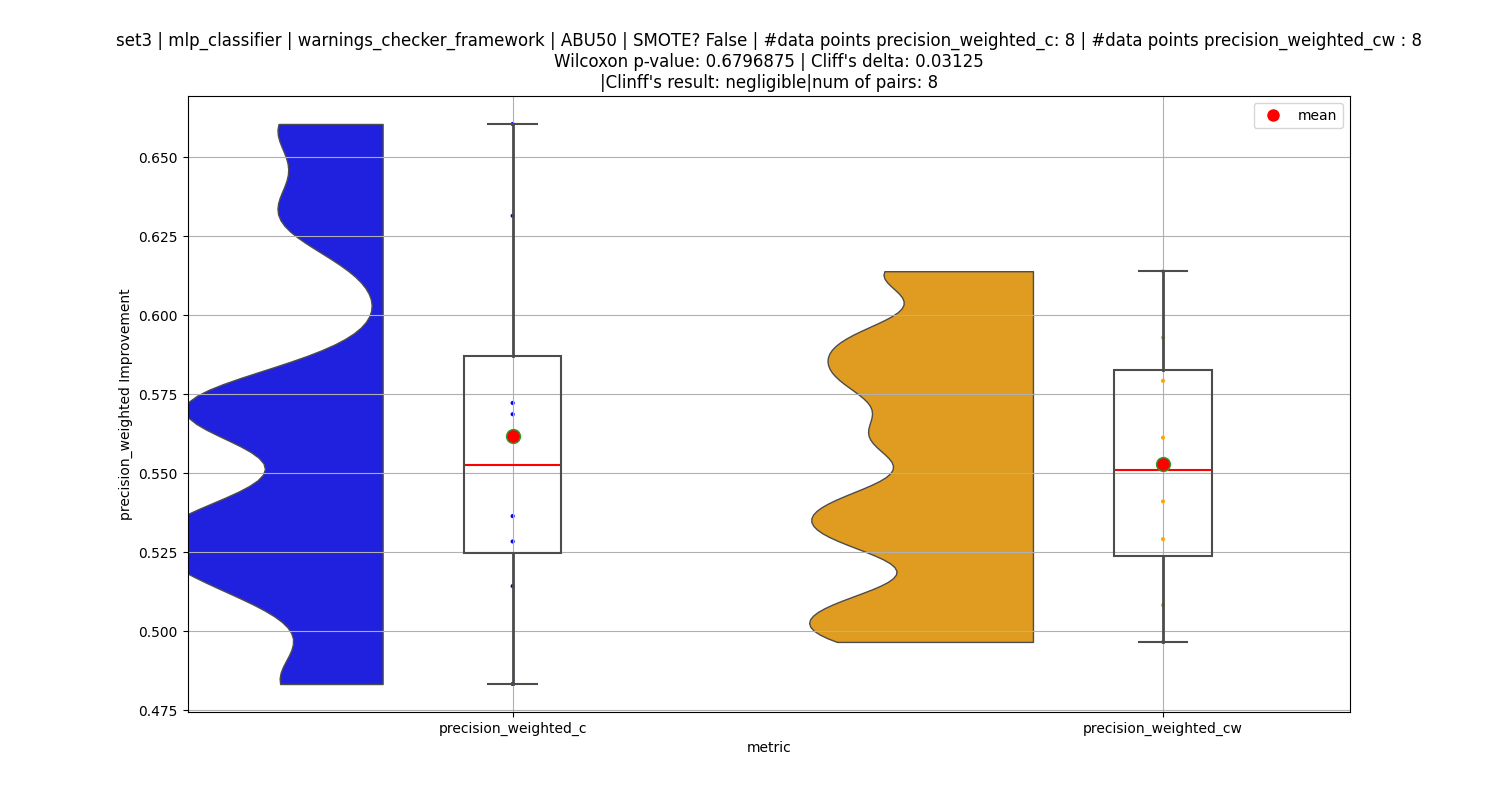 set3 | mlp_classifier | warnings_checker_framework | ABU50 | SMOTE? False | #data points precision_weighted_c: 8 | #data points precision_weighted_cw : 8
Wilcoxon p-value: 0.6796875 | Cliff's delta: 0.03125
|Clinff's result: negligible|num of pairs: 8
mean
0.650
0.625
0.600
0.575
0.550
0.525
0.500
0.475
precision_weighted Improvement
precision_weighted_c
precision_weighted_cw
metric